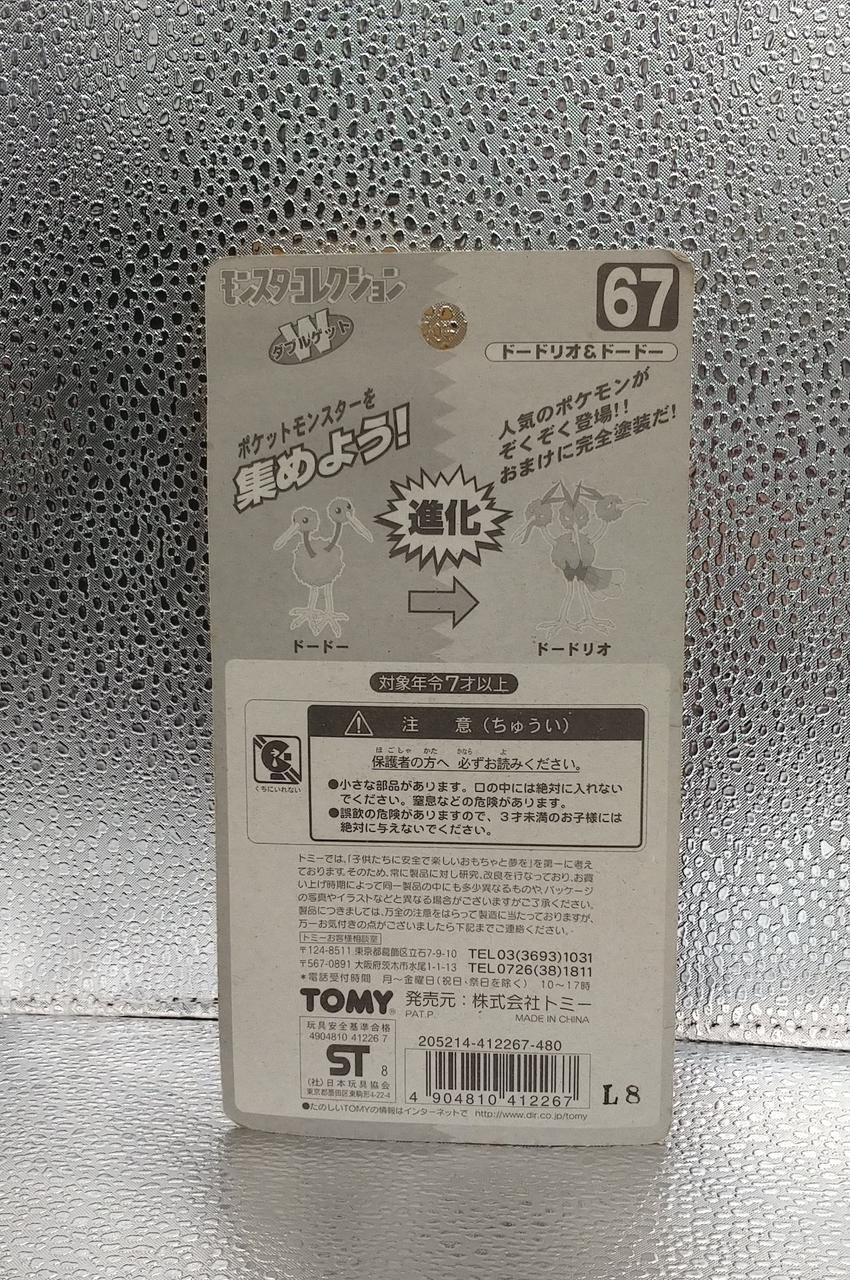 モンスターコレクション
67
W
ダブルゲット
ドードリオ&ドードー
ポケットモンスターを
集めよう!
人気のポケモンが
ぞくぞく登場!!
おまけに完全塗装だ!
進化
ドードー
ドードリオ
対象年令7才以上
注 意(ちゅうい)
くちにいれない
ほごしゃ かた かなら よ
保護者の方へ 必ずお読みください。
●小さな部品があります。口の中には絶対に入れない
でください。窒息などの危険があります。
●誤飲の危険がありますので、3才未満のお子様には
絶対に与えないでください。
トミーでは、「子供たちに安全で楽しいおもちゃと夢を」を第一に考え
ております。そのため、常に製品に対し研究、改良を行なっており、お買
い上げ時期によって同一製品の中にも多少異なるものや、パッケージ
の写真やイラストなどと異なる場合がございますがご了承ください。
製品につきましては、万全の注意をはらって製造に当たっておりますが、
万一お気付きの点がございましたら下記までご連絡ください。
トミーお客様相談室
〒124-8511 東京都葛飾区立石7-9-10 TEL03(3693)1031
〒567-0891 大阪府茨木市水尾1-1-13 TEL0726(38)1811
*電話受付時間 月〜金曜日(祝日・祭日を除く) 10〜17時
TOMY® 発売元:株式会社トミー
PAT.P. MADE IN CHINA
玩具安全基準合格
4904810 41226 7
ST 8
(社)日本玩具協会
東京都墨田区東駒形4-22-4
205214-412267-480
4 904810 412267
L8
●たのしいTOMYの情報はインターネットで http://www.dir.co.jp/tomy